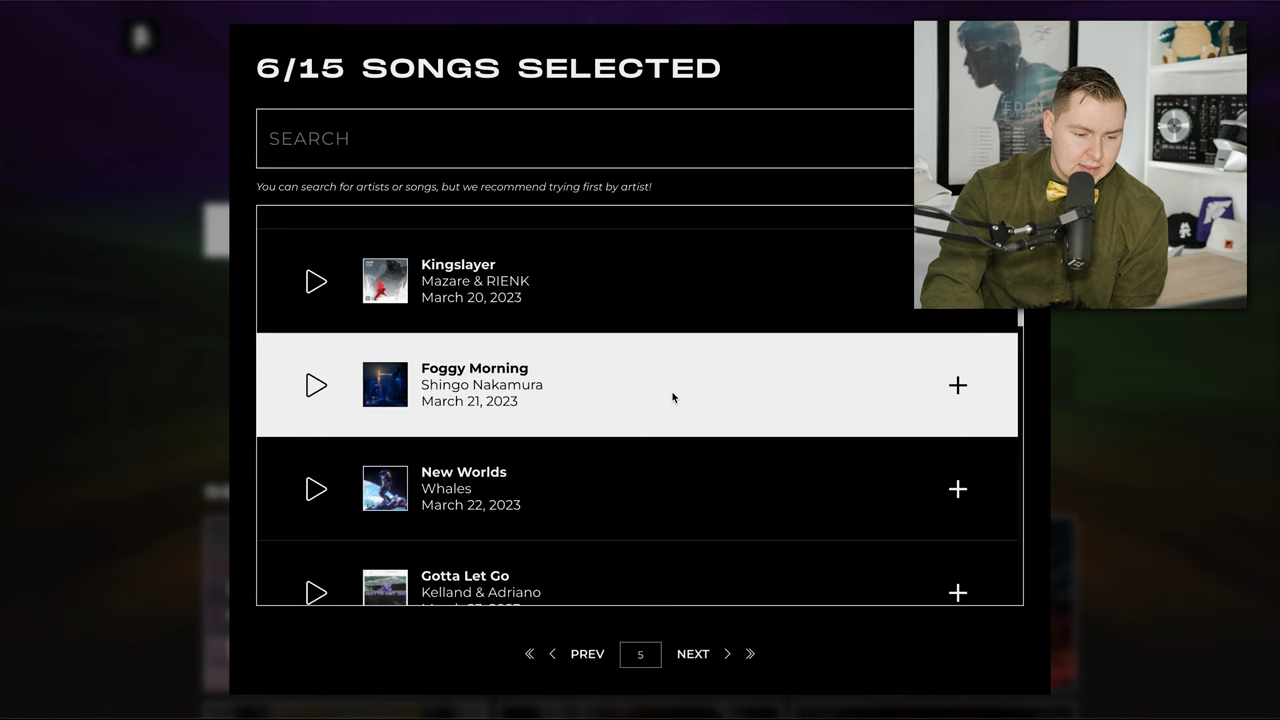 6/15 SONGS SELECTED
SEARCH
You can search for artists or songs, but we recommend trying first by artist!
Kingslayer
Mazare & RIENK
March 20, 2023
Foggy Morning
Shingo Nakamura
March 21, 2023
New Worlds
Whales
March 22, 2023
Gotta Let Go
Kelland & Adriano
PREV 5 NEXT
EDEN